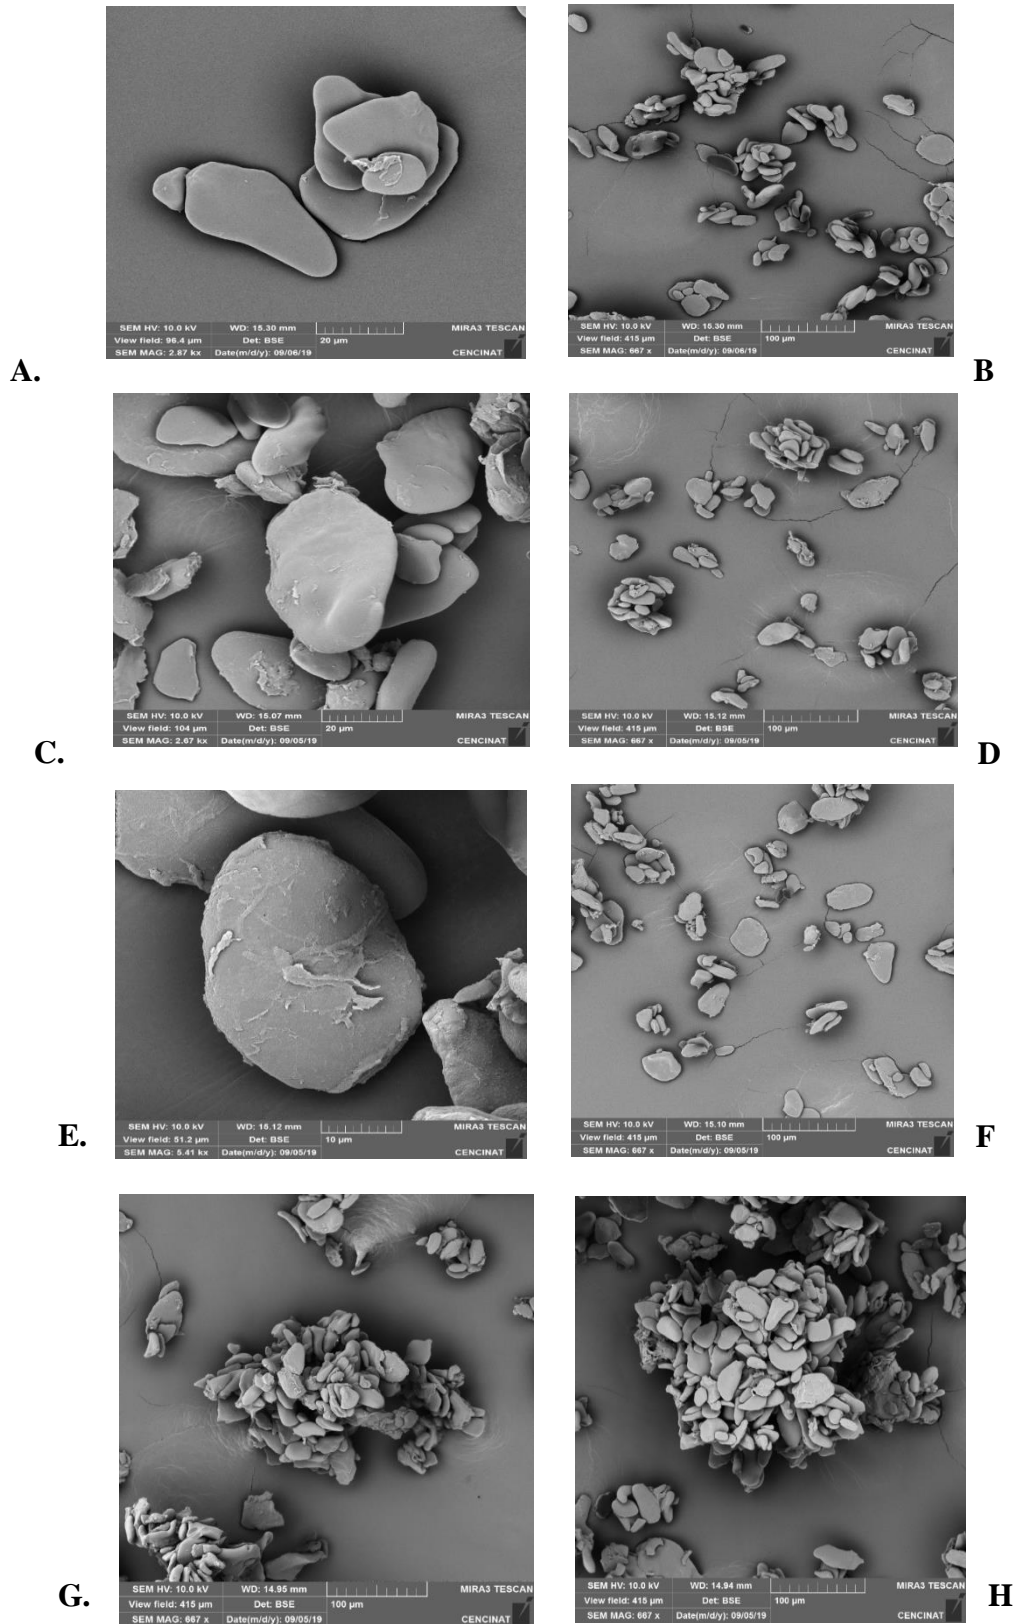 SEM HV: 10.0 kV WD: 15.30 mm MIRA3 TESCAN
View field: 96.4 µm Det: BSE 20 µm
SEM MAG: 2.87 kx Date(m/d/y): 09/06/19 CENCINAT
A.
SEM HV: 10.0 kV WD: 15.30 mm MIRA3 TESCAN
View field: 415 µm Det: BSE 100 µm
SEM MAG: 667 x Date(m/d/y): 09/06/19 CENCINAT
B
SEM HV: 10.0 kV WD: 15.07 mm MIRA3 TESCAN
View field: 104 µm Det: BSE 20 µm
SEM MAG: 2.67 kx Date(m/d/y): 09/05/19 CENCINAT
C.
SEM HV: 10.0 kV WD: 15.12 mm MIRA3 TESCAN
View field: 415 µm Det: BSE 100 µm
SEM MAG: 667 x Date(m/d/y): 09/05/19 CENCINAT
D
SEM HV: 10.0 kV WD: 15.12 mm MIRA3 TESCAN
View field: 51.2 µm Det: BSE 10 µm
SEM MAG: 5.41 kx Date(m/d/y): 09/05/19 CENCINAT
E.
SEM HV: 10.0 kV WD: 15.10 mm MIRA3 TESCAN
View field: 415 µm Det: BSE 100 µm
SEM MAG: 667 x Date(m/d/y): 09/05/19 CENCINAT
F
SEM HV: 10.0 kV WD: 14.95 mm MIRA3 TESCAN
View field: 415 µm Det: BSE 100 µm
SEM MAG: 667 x Date(m/d/y): 09/05/19 CENCINAT
G.
SEM HV: 10.0 kV WD: 14.94 mm MIRA3 TESCAN
View field: 415 µm Det: BSE 100 µm
SEM MAG: 667 x Date(m/d/y): 09/05/19 CENCINAT
H